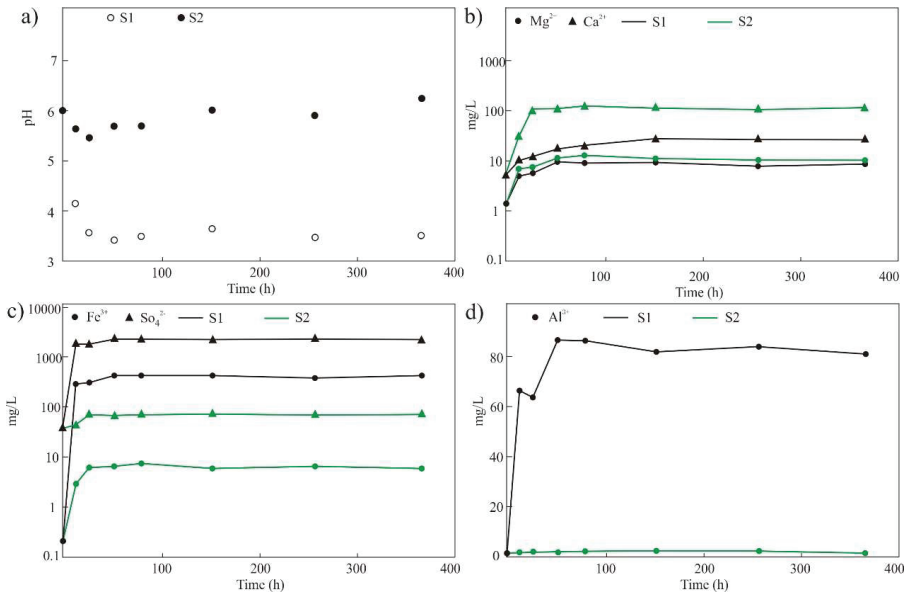 a)
S1 S2
7
6
5
4
3
pH
100 200 300 400
Time (h)
b)
Mg²⁻ Ca²⁺ S1 S2
1000
100
10
1
0.1
mg/L
100 200 300 400
Time (h)
c)
Fe³⁺ So₄²⁻ S1 S2
10000
1000
100
10
1
0.1
mg/L
100 200 300 400
Time (h)
d)
Al³⁺ S1 S2
80
60
40
20
0
mg/L
100 200 300 400
Time (h)